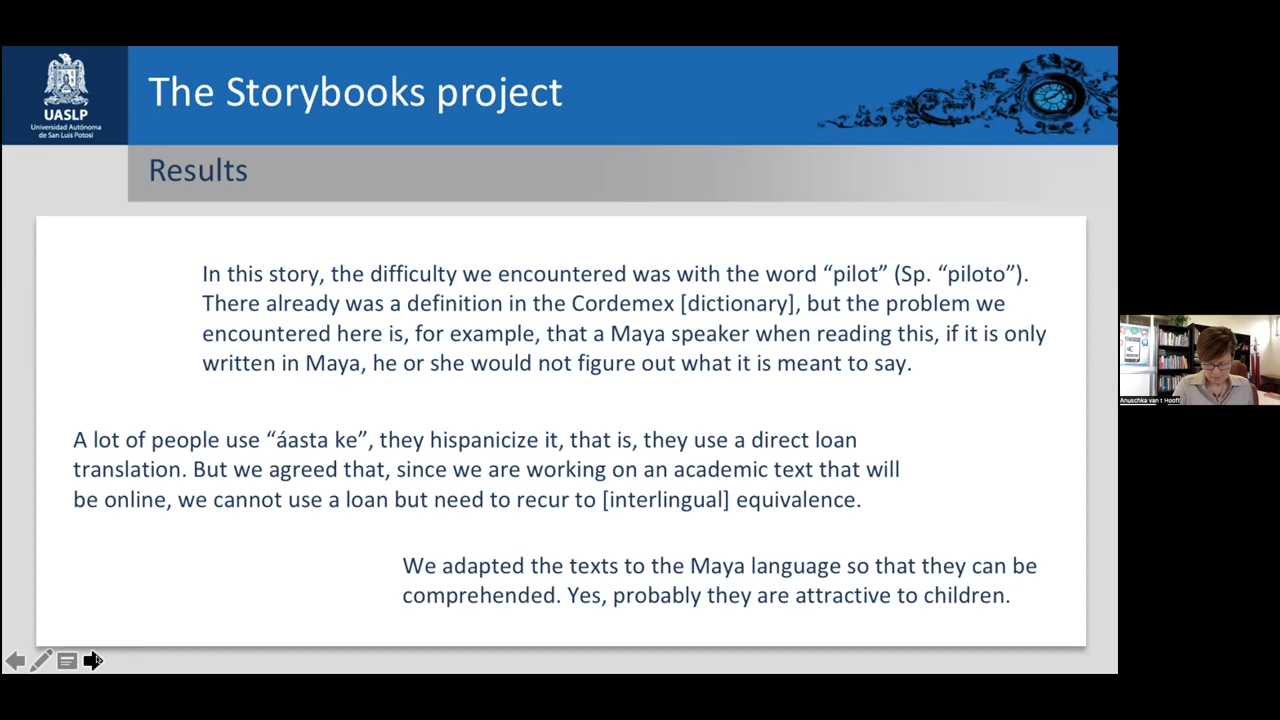 The Storybooks project
UASLP
Universidad Autónoma
de San Luis Potosí
Results
In this story, the difficulty we encountered was with the word “pilot” (Sp. “piloto”).
There already was a definition in the Cordemex [dictionary], but the problem we
encountered here is, for example, that a Maya speaker when reading this, if it is only
written in Maya, he or she would not figure out what it is meant to say.
A lot of people use “áasta ke”, they hispanicize it, that is, they use a direct loan
translation. But we agreed that, since we are working on an academic text that will
be online, we cannot use a loan but need to recur to [interlingual] equivalence.
We adapted the texts to the Maya language so that they can be
comprehended. Yes, probably they are attractive to children.
Anuschka van t Hooft